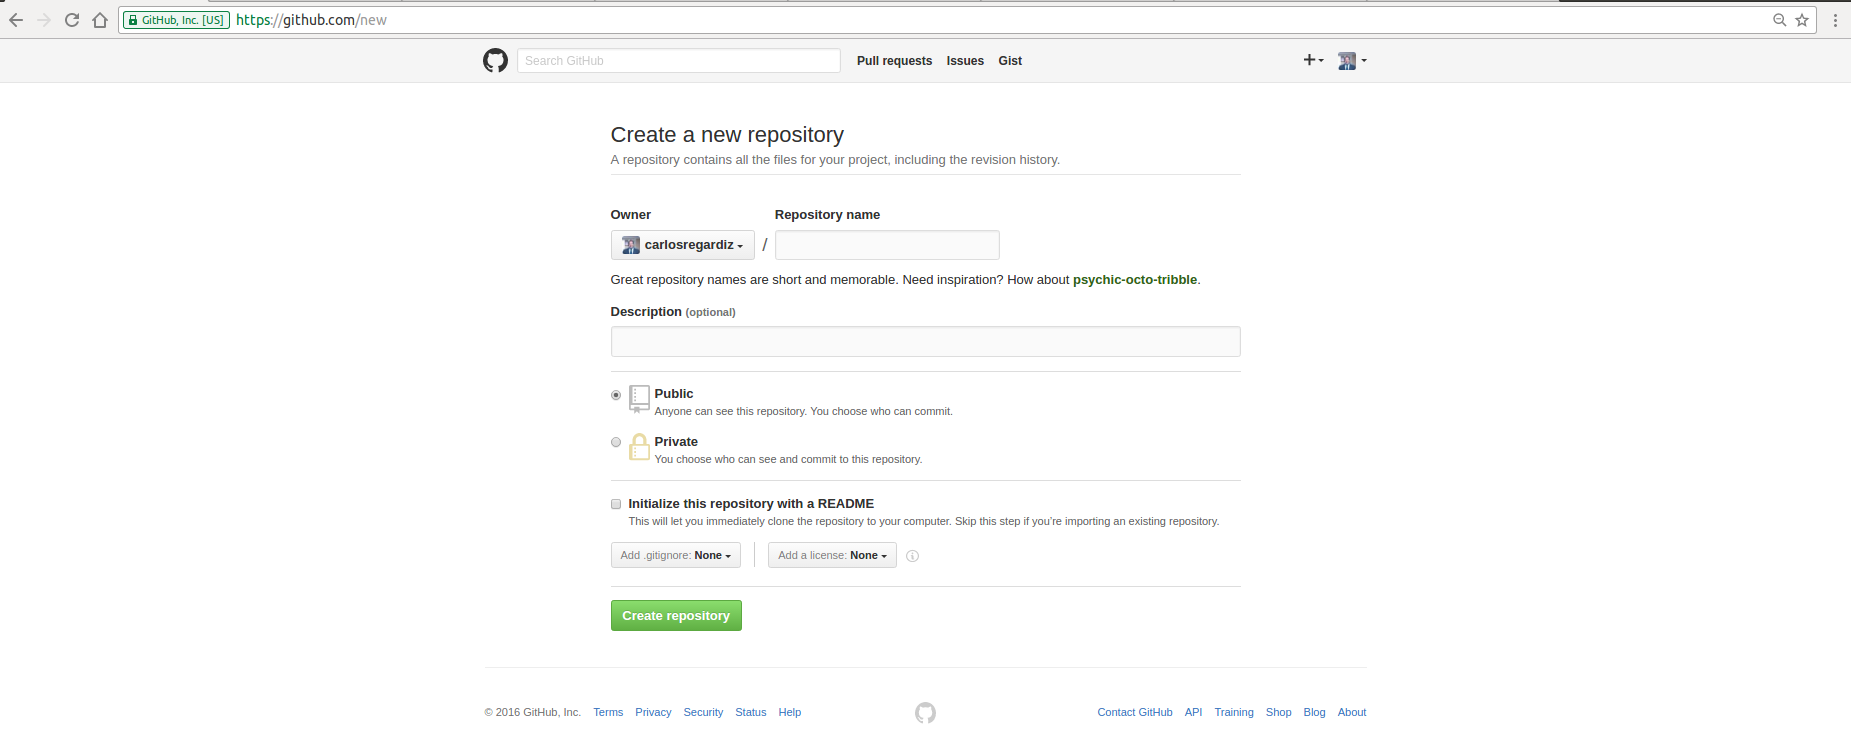 GitHub, Inc. [US] https://github.com/new
Search GitHub Pull requests Issues Gist
Create a new repository
A repository contains all the files for your project, including the revision history.
Owner Repository name
carlosregardiz /
Great repository names are short and memorable. Need inspiration? How about psychic-octo-tribble.
Description (optional)
Public
Anyone can see this repository. You choose who can commit.
Private
You choose who can see and commit to this repository.
Initialize this repository with a README
This will let you immediately clone the repository to your computer. Skip this step if you're importing an existing repository.
Add .gitignore: None Add a license: None
Create repository
© 2016 GitHub, Inc. Terms Privacy Security Status Help Contact GitHub API Training Shop Blog About